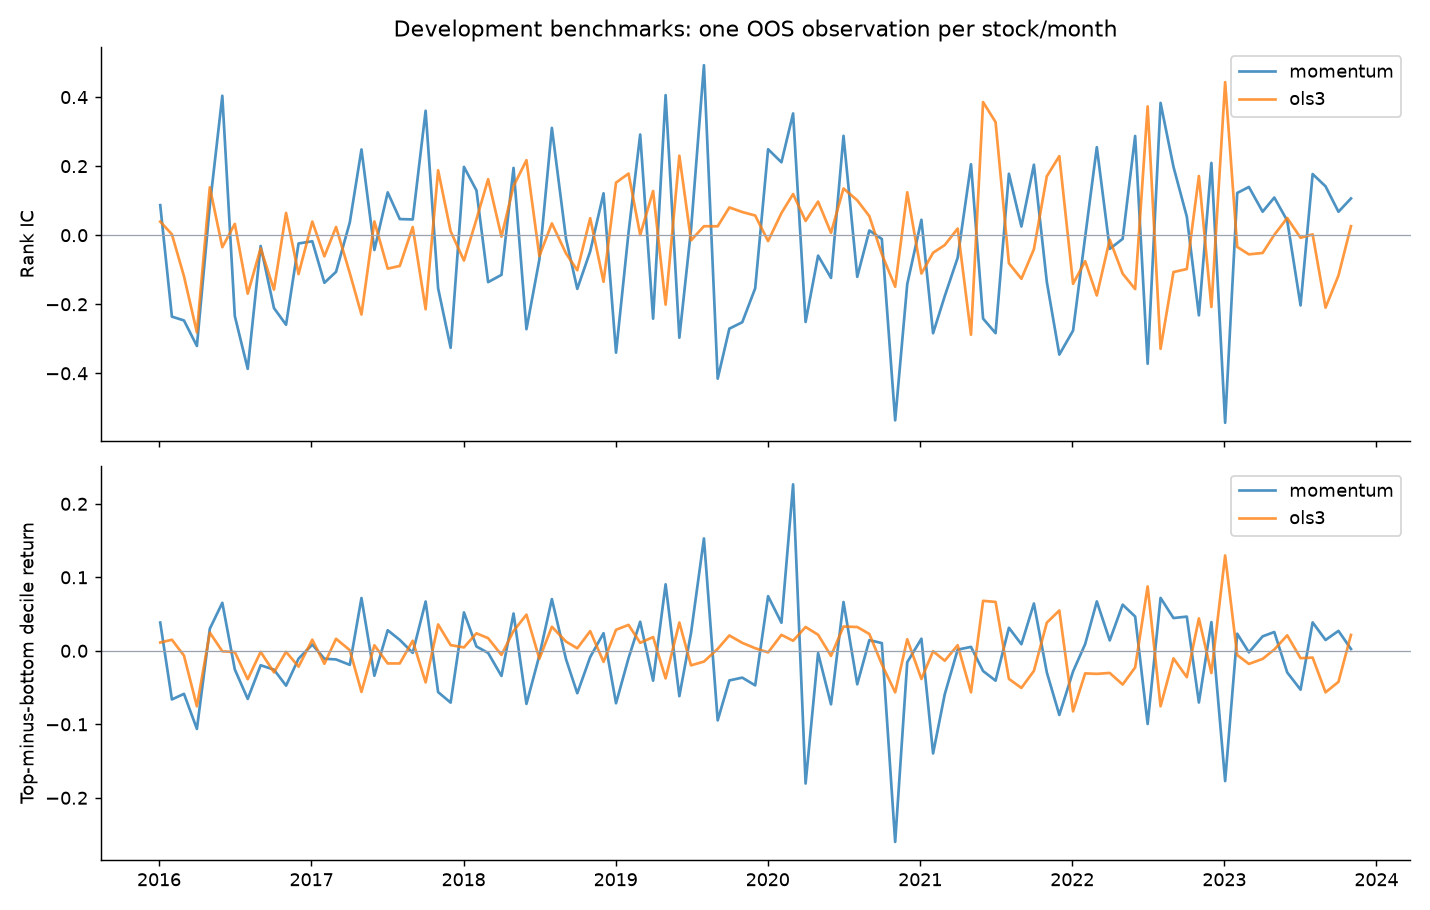 Development benchmarks: one OOS observation per stock/month
momentum
ols3
Rank IC
0.4
0.2
0.0
−0.2
−0.4
momentum
ols3
Top-minus-bottom decile return
0.2
0.1
0.0
−0.1
−0.2
2016 2017 2018 2019 2020 2021 2022 2023 2024